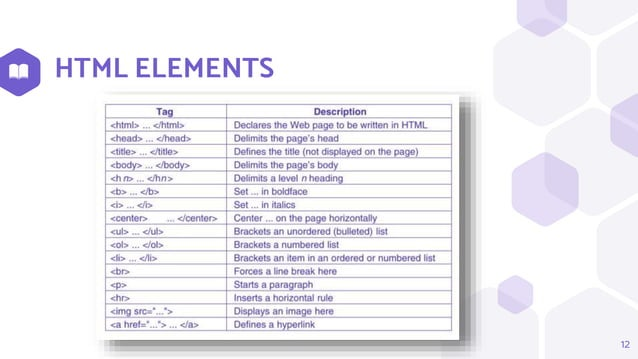 HTML ELEMENTS
Tag Description
<html> ... </html> Declares the Web page to be written in HTML
<head> ... </head> Delimits the page's head
<title> ... </title> Defines the title (not displayed on the page)
<body> ... </body> Delimits the page's body
<h n> ... </hn> Delimits a level n heading
<b> ... </b> Set ... in boldface
<i> ... </i> Set ... in italics
<center> ... </center> Center ... on the page horizontally
<ul> ... </ul> Brackets an unordered (bulleted) list
<ol> ... </ol> Brackets a numbered list
<li> ... </li> Brackets an item in an ordered or numbered list
<br> Forces a line break here
<p> Starts a paragraph
<hr> Inserts a horizontal rule
<img src="..."> Displays an image here
<a href="..."> ... </a> Defines a hyperlink
12